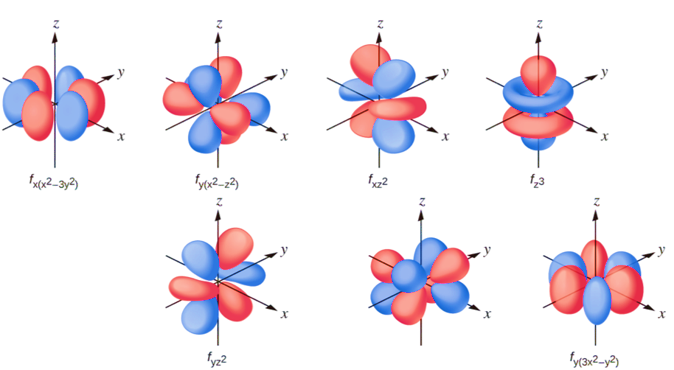 z z z z
y y y y
x x x x
fx(x2−3y2) fy(x2−z2) fxz2 fz3
z z z
y y y
x x x
fyz2 fy(3x2−y2)